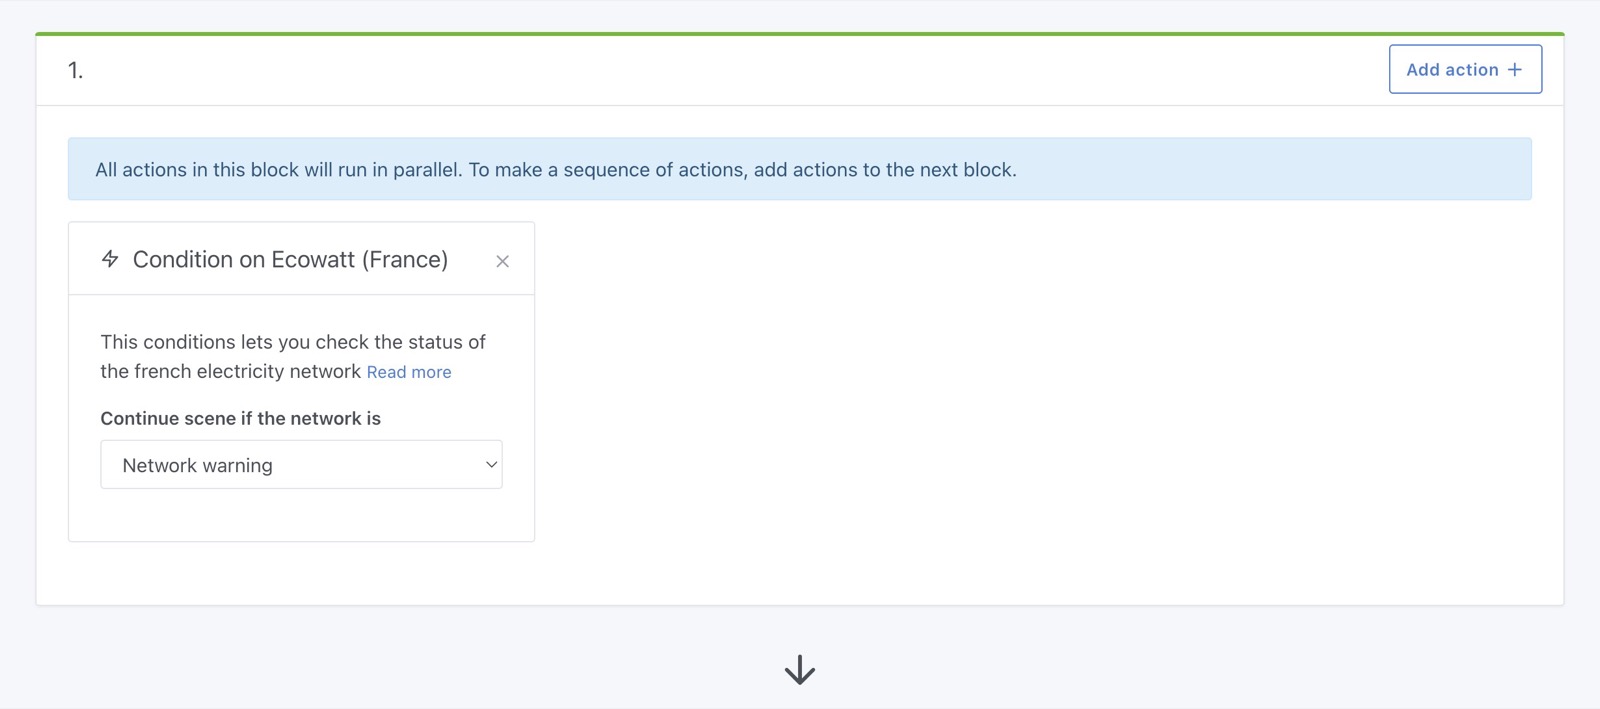 1.
Add action +
All actions in this block will run in parallel. To make a sequence of actions, add actions to the next block.
Condition on Ecowatt (France)
This conditions lets you check the status of
the french electricity network Read more
Continue scene if the network is
Network warning